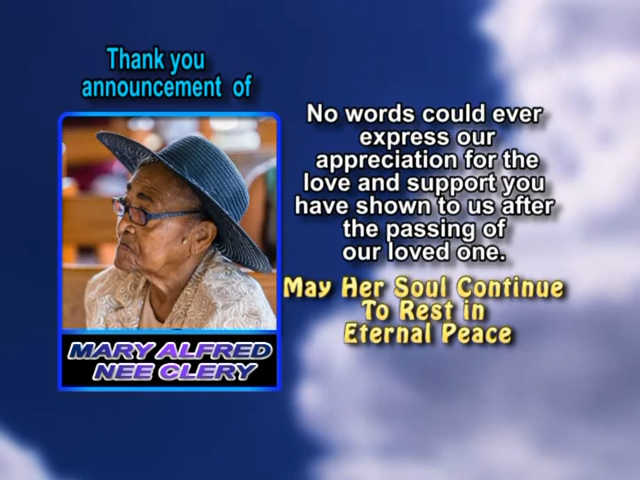 Thank you
announcement of
MARY ALFRED
NEE CLERY
No words could ever
express our
appreciation for the
love and support you
have shown to us after
the passing of
our loved one.
May Her Soul Continue
To Rest in
Eternal Peace